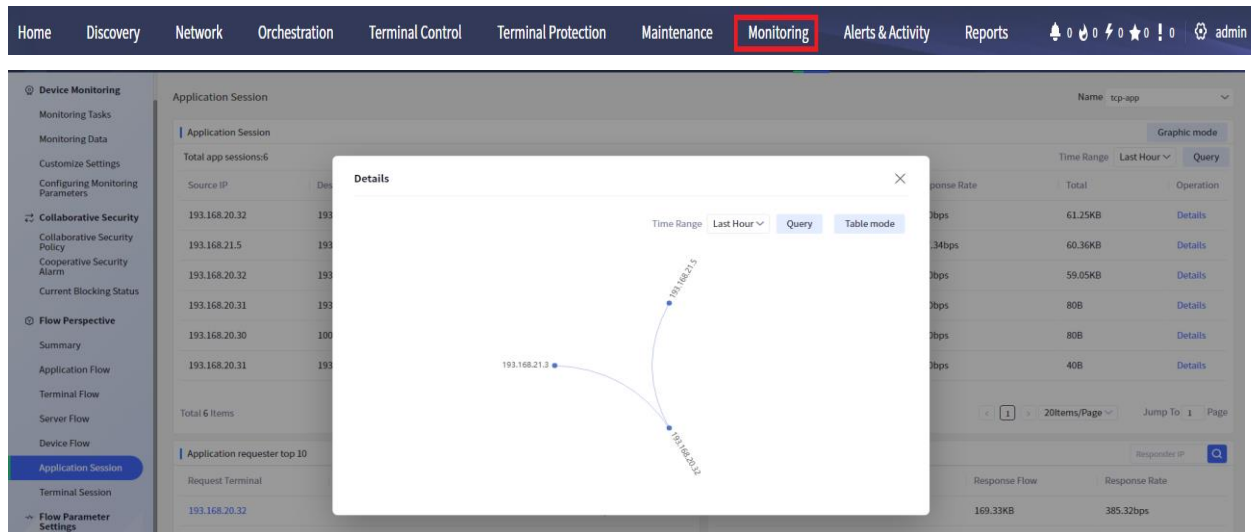 Home Discovery Network Orchestration Terminal Control Terminal Protection Maintenance Monitoring Alerts & Activity Reports 0 0 0 0 0 admin
Device Monitoring
Monitoring Tasks
Monitoring Data
Customize Settings
Configuring Monitoring
Parameters
Collaborative Security
Collaborative Security
Policy
Cooperative Security
Alarm
Current Blocking Status
Flow Perspective
Summary
Application Flow
Terminal Flow
Server Flow
Device Flow
Application Session
Terminal Session
Flow Parameter
Settings
Application Session Name tcp-app
Application Session Graphic mode
Total app sessions:6 Time Range Last Hour Query
Source IP Des ponse Rate Total Operation
193.168.20.32 193 0bps 61.25KB Details
193.168.21.5 193 .34bps 60.36KB Details
193.168.20.32 193 0bps 59.05KB Details
193.168.20.31 193 0bps 80B Details
193.168.20.30 100 0bps 80B Details
193.168.20.31 193 0bps 40B Details
Total 6 Items 1 20Items/Page Jump To 1 Page
Application requester top 10 Responder IP
Request Terminal Response Flow Response Rate
193.168.20.32 169.33KB 385.32bps
Details
Time Range Last Hour Query Table mode
193.168.21.5
193.168.21.3
193.168.20.32